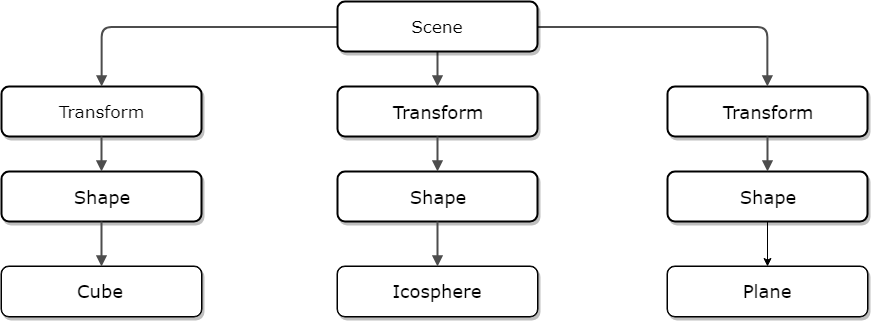 Scene
Transform
Transform
Transform
Shape
Shape
Shape
Cube
Icosphere
Plane